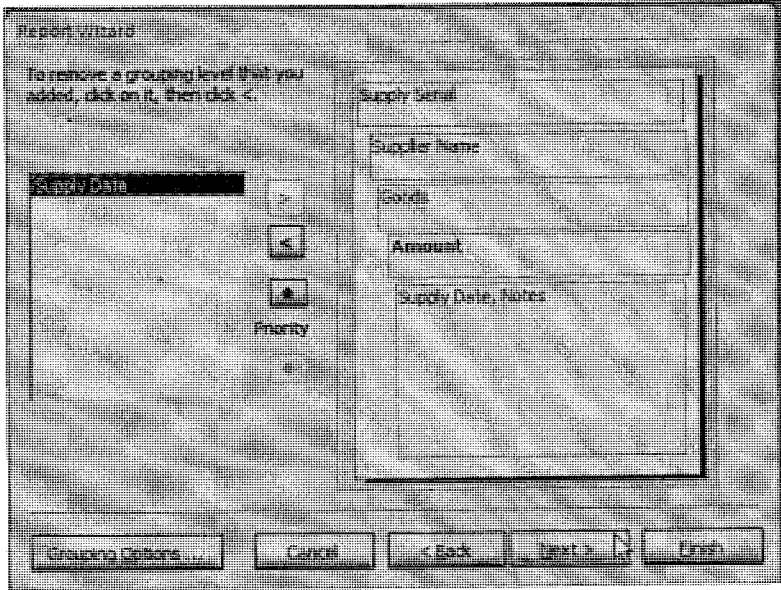 Report Wizard
To remove a grouping level that you
added, click on it, then click <.
Supply Serial
Supplier Name
Supply Date
>
Goods
<
Amount
Supply Date, Notes
Priority
Grouping Options ...
Cancel
< Back
Next >
Finish